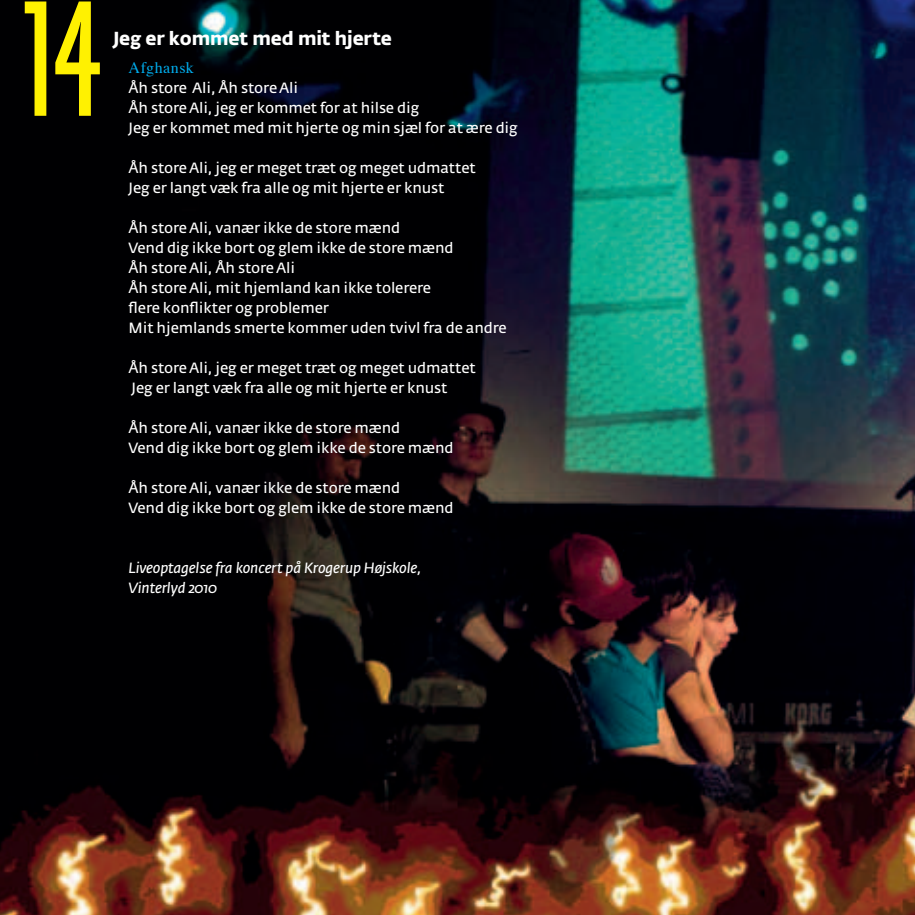 14
Jeg er kommet med mit hjerte
Afghansk
Åh store Ali, Åh store Ali
Åh store Ali, jeg er kommet for at hilse dig
Jeg er kommet med mit hjerte og min sjæl for at ære dig
Åh store Ali, jeg er meget træt og meget udmattet
Jeg er langt væk fra alle og mit hjerte er knust
Åh store Ali, vanær ikke de store mænd
Vend dig ikke bort og glem ikke de store mænd
Åh store Ali, Åh store Ali
Åh store Ali, mit hjemland kan ikke tolerere
flere konflikter og problemer
Mit hjemlands smerte kommer uden tvivl fra de andre
Åh store Ali, jeg er meget træt og meget udmattet
Jeg er langt væk fra alle og mit hjerte er knust
Åh store Ali, vanær ikke de store mænd
Vend dig ikke bort og glem ikke de store mænd
Åh store Ali, vanær ikke de store mænd
Vend dig ikke bort og glem ikke de store mænd
Liveoptagelse fra koncert på Krogerup Højskole,
Vinterlyd 2010
M1 KORG